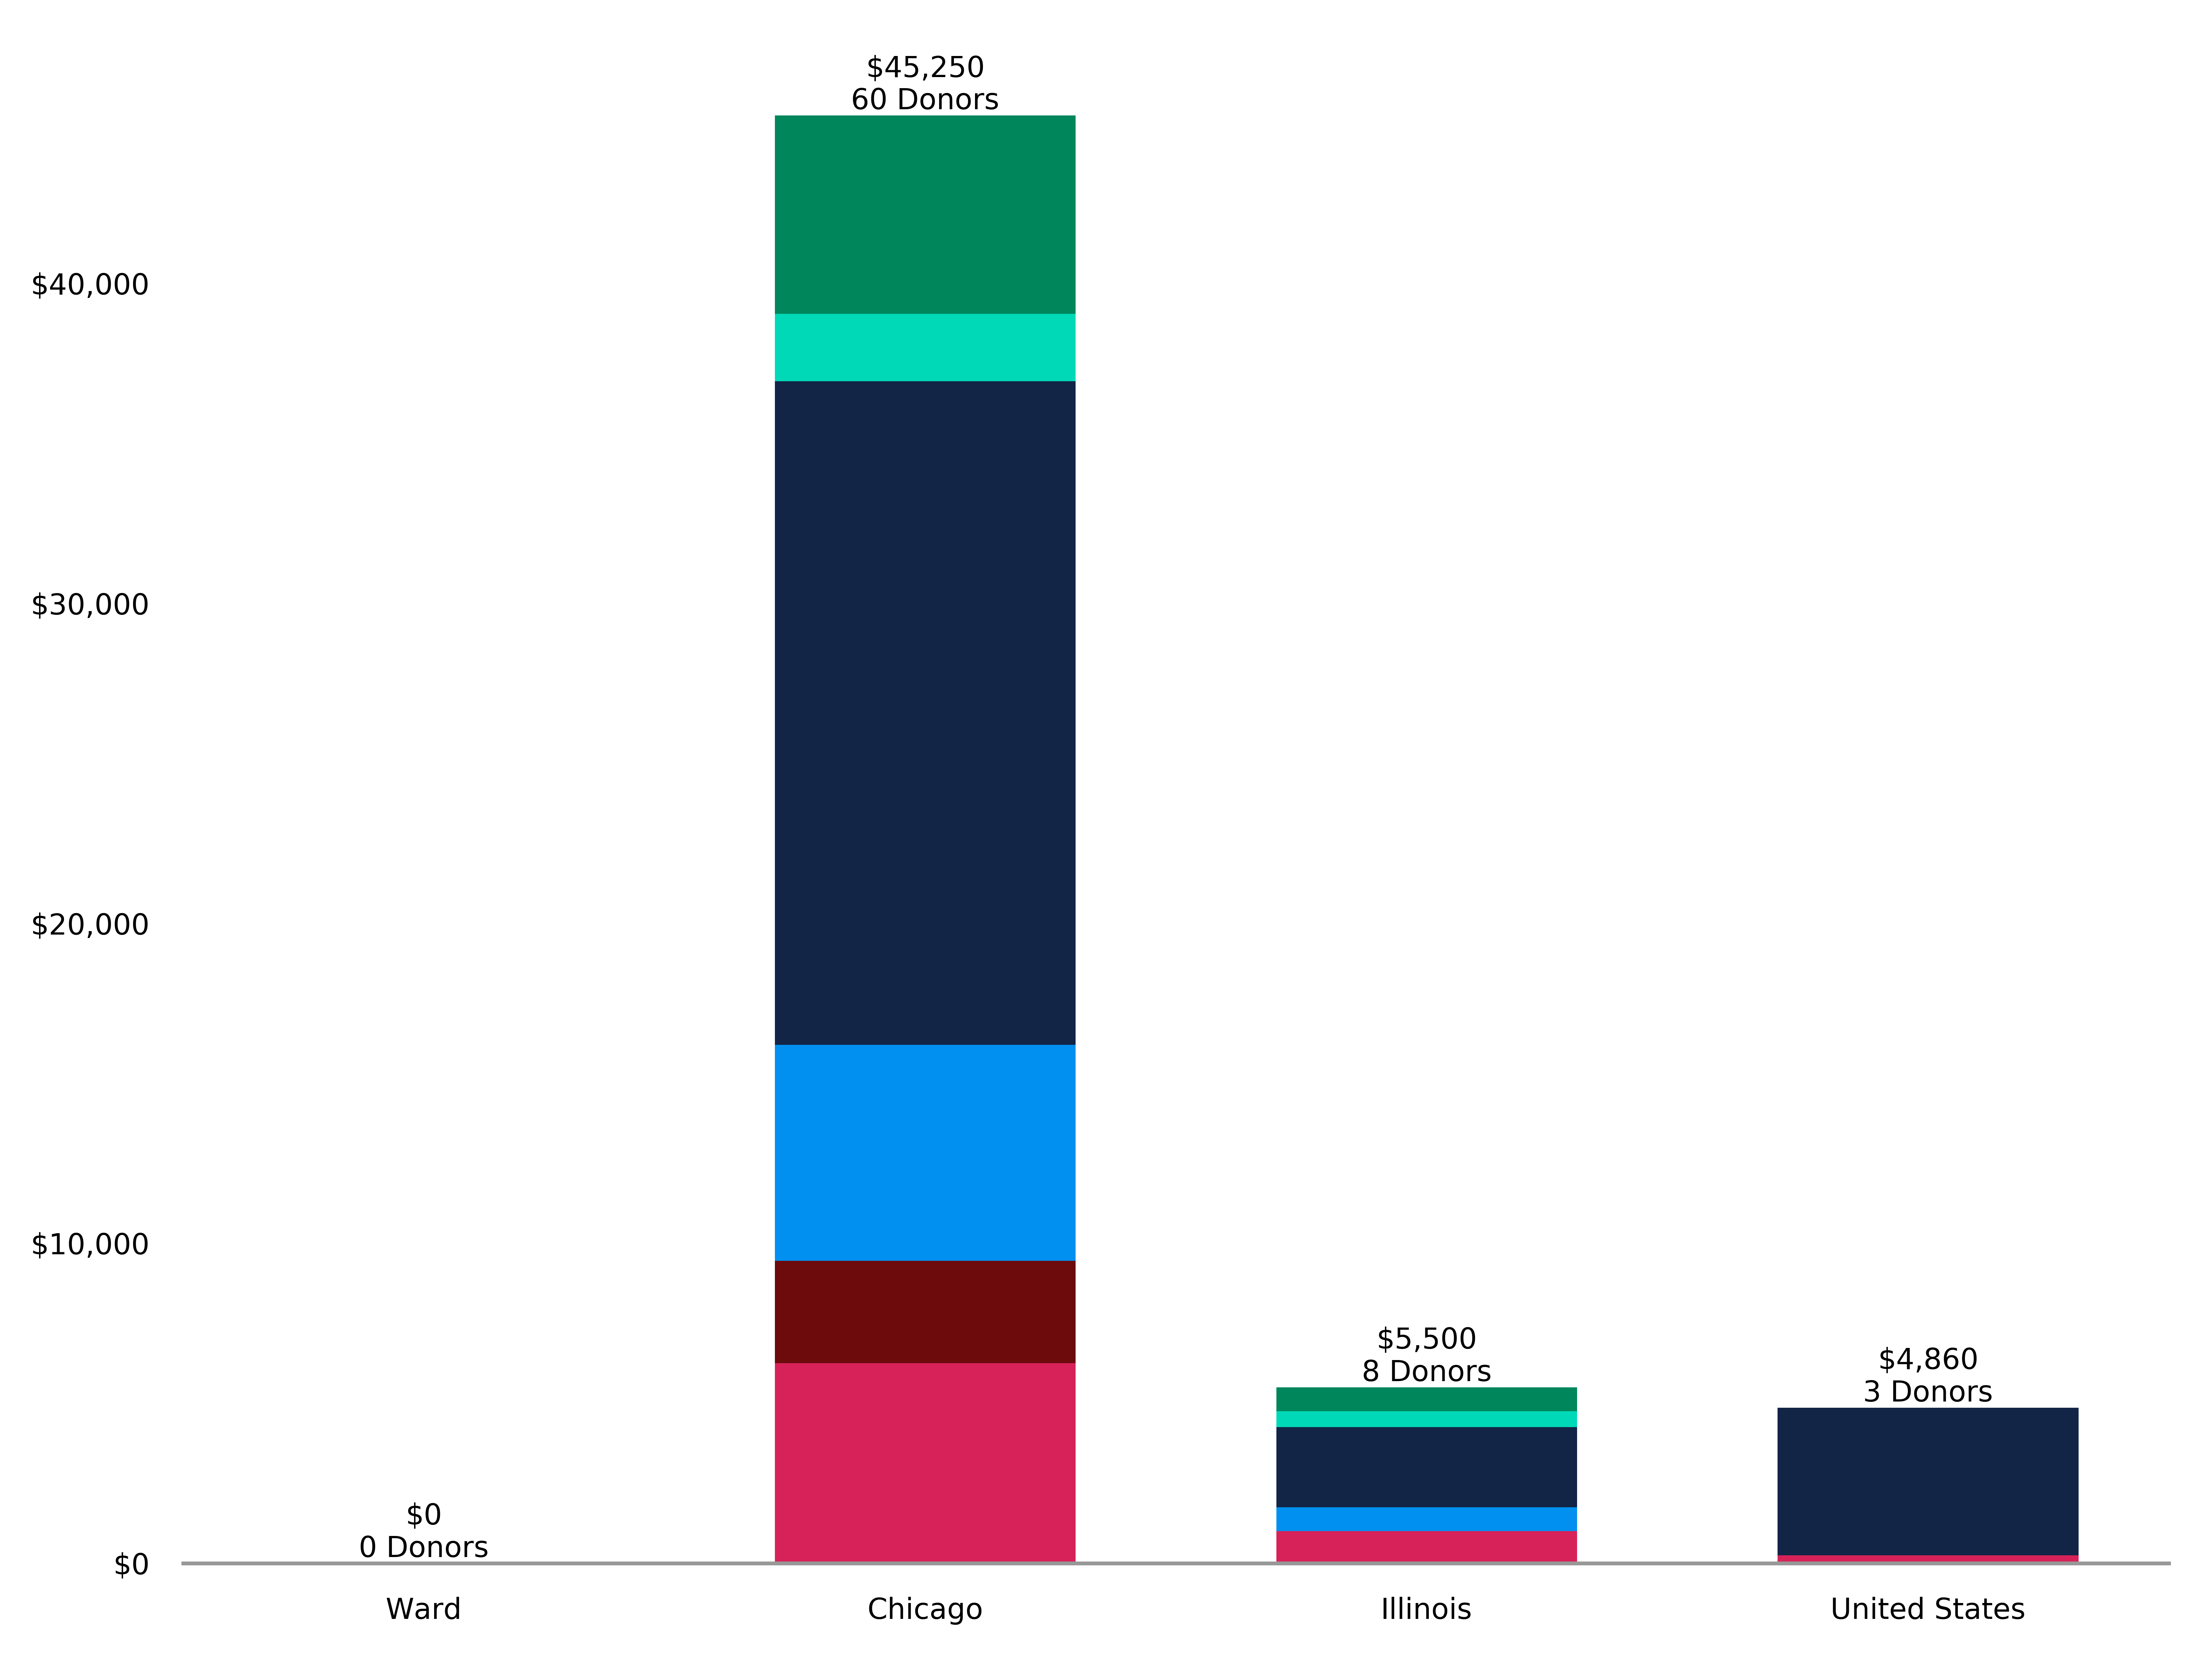 $45,250
60 Donors
$40,000
$30,000
$20,000
$10,000
$5,500
8 Donors
$4,860
3 Donors
$0
0 Donors
$0
Ward
Chicago
Illinois
United States